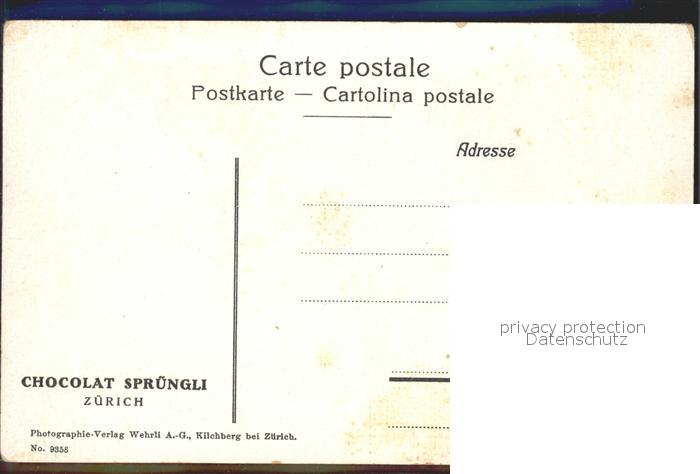 Carte postale
Postkarte — Cartolina postale
Adresse
CHOCOLAT SPRÜNGLI
ZÜRICH
Photographie-Verlag Wehrli A.-G., Kilchberg bei Zürich.
No. 9358
privacy protection
Datenschutz